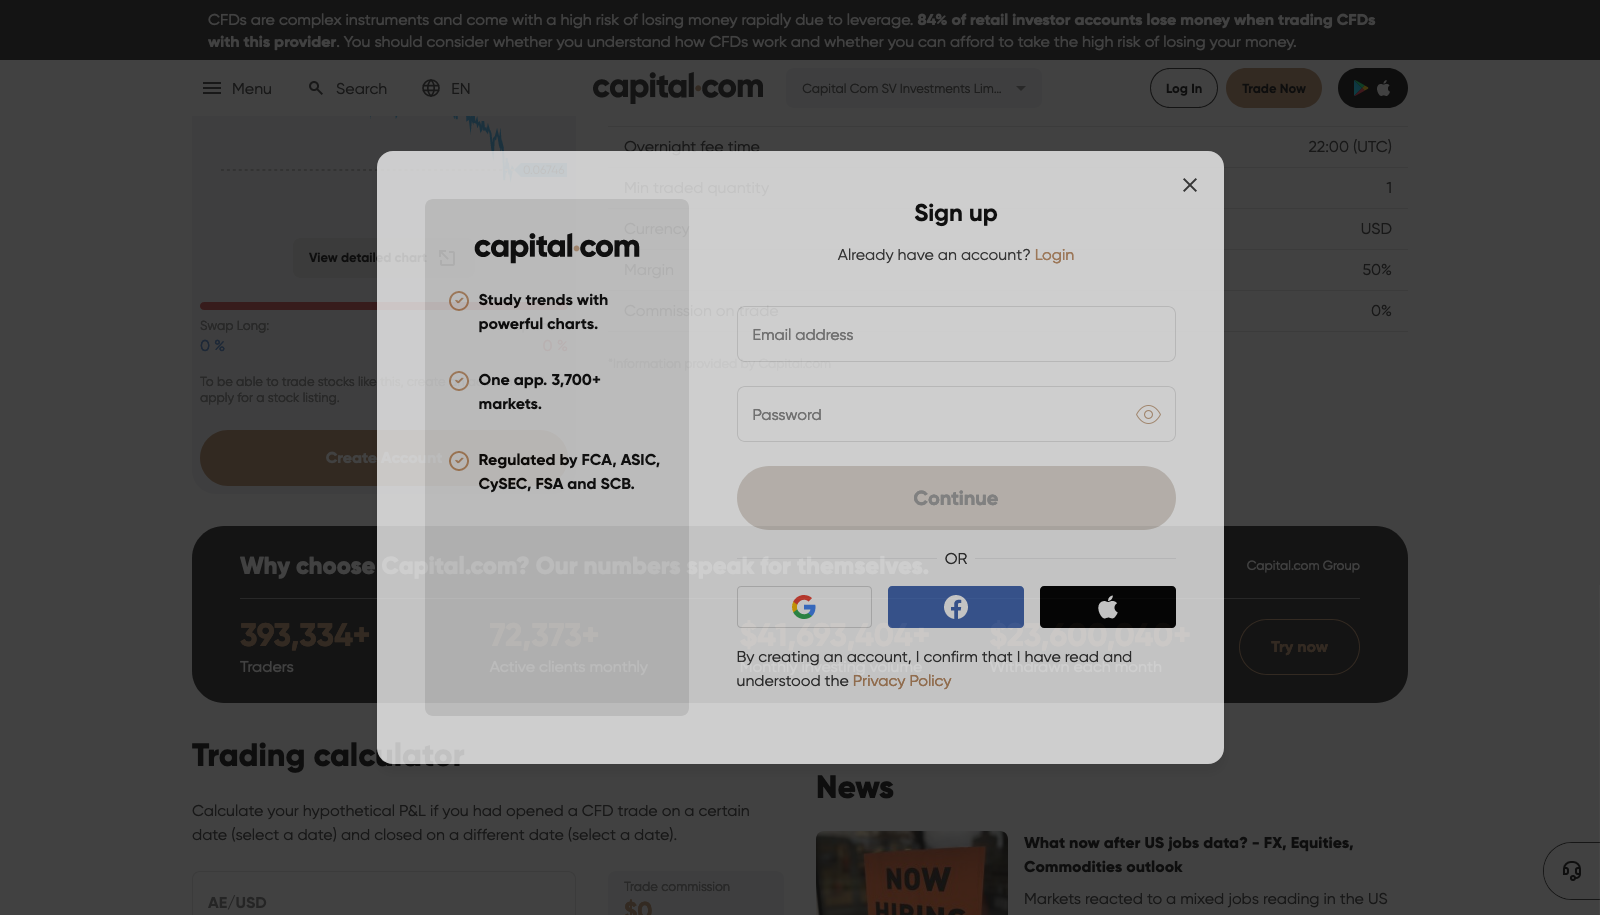 CFDs are complex instruments and come with a high risk of losing money rapidly due to leverage. 84% of retail investor accounts lose money when trading CFDs
with this provider. You should consider whether you understand how CFDs work and whether you can afford to take the high risk of losing your money.
Menu
Search
EN
capital.com
Capital Com SV Investments Lim...
Log In
Trade Now
Overnight fee time
22:00 (UTC)
Min traded quantity
1
Currency
USD
Margin
50%
Commission on trade
0%
*Information provided by Capital.com
View detailed chart
Swap Long:
0 %
0 %
To be able to trade stocks like this, create
apply for a stock listing.
Create Account
Sign up
Already have an account? Login
capital.com
Study trends with
powerful charts.
One app. 3,700+
markets.
Regulated by FCA, ASIC,
CySEC, FSA and SCB.
Email address
Password
Continue
OR
By creating an account, I confirm that I have read and
understood the Privacy Policy
Why choose Capital.com? Our numbers speak for themselves.
Capital.com Group
393,334+
Traders
72,373+
Active clients monthly
$41,693,404+
Monthly investing volume
$23,600,040+
Withdrawn each month
Try now
Trading calculator
Calculate your hypothetical P&L if you had opened a CFD trade on a certain
date (select a date) and closed on a different date (select a date).
AE/USD
Trade commission
$0
News
NOW
HIRING
What now after US jobs data? - FX, Equities,
Commodities outlook
Markets reacted to a mixed jobs reading in the US